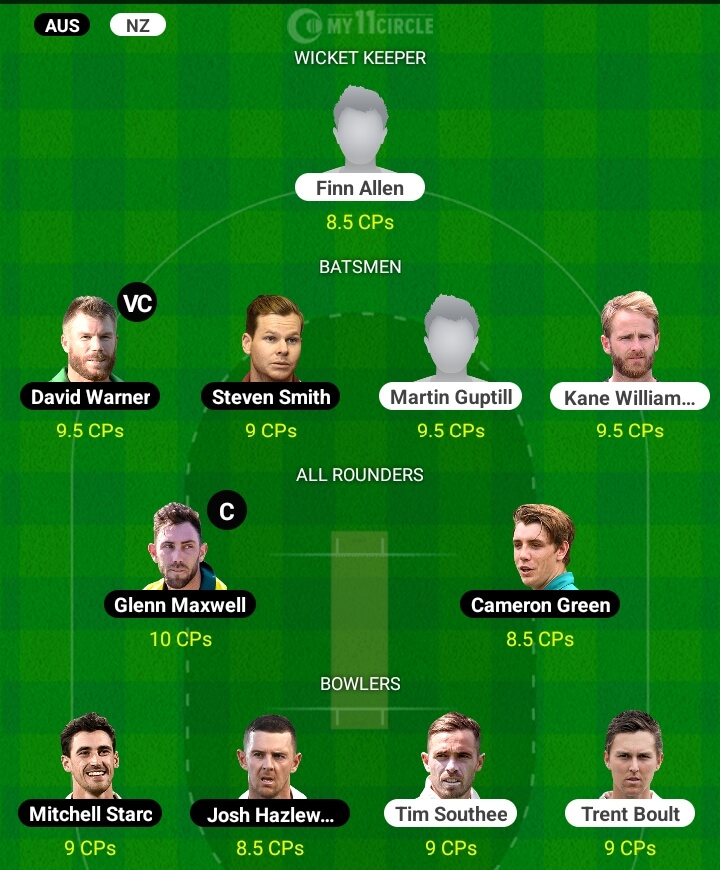 AUS NZ
MY11CIRCLE
WICKET KEEPER
Finn Allen
8.5 CPs
BATSMEN
VC
David Warner Steven Smith Martin Guptill Kane William...
9.5 CPs 9 CPs 9.5 CPs 9.5 CPs
ALL ROUNDERS
C
Glenn Maxwell Cameron Green
10 CPs 8.5 CPs
BOWLERS
Mitchell Starc Josh Hazlew... Tim Southee Trent Boult
9 CPs 8.5 CPs 9 CPs 9 CPs